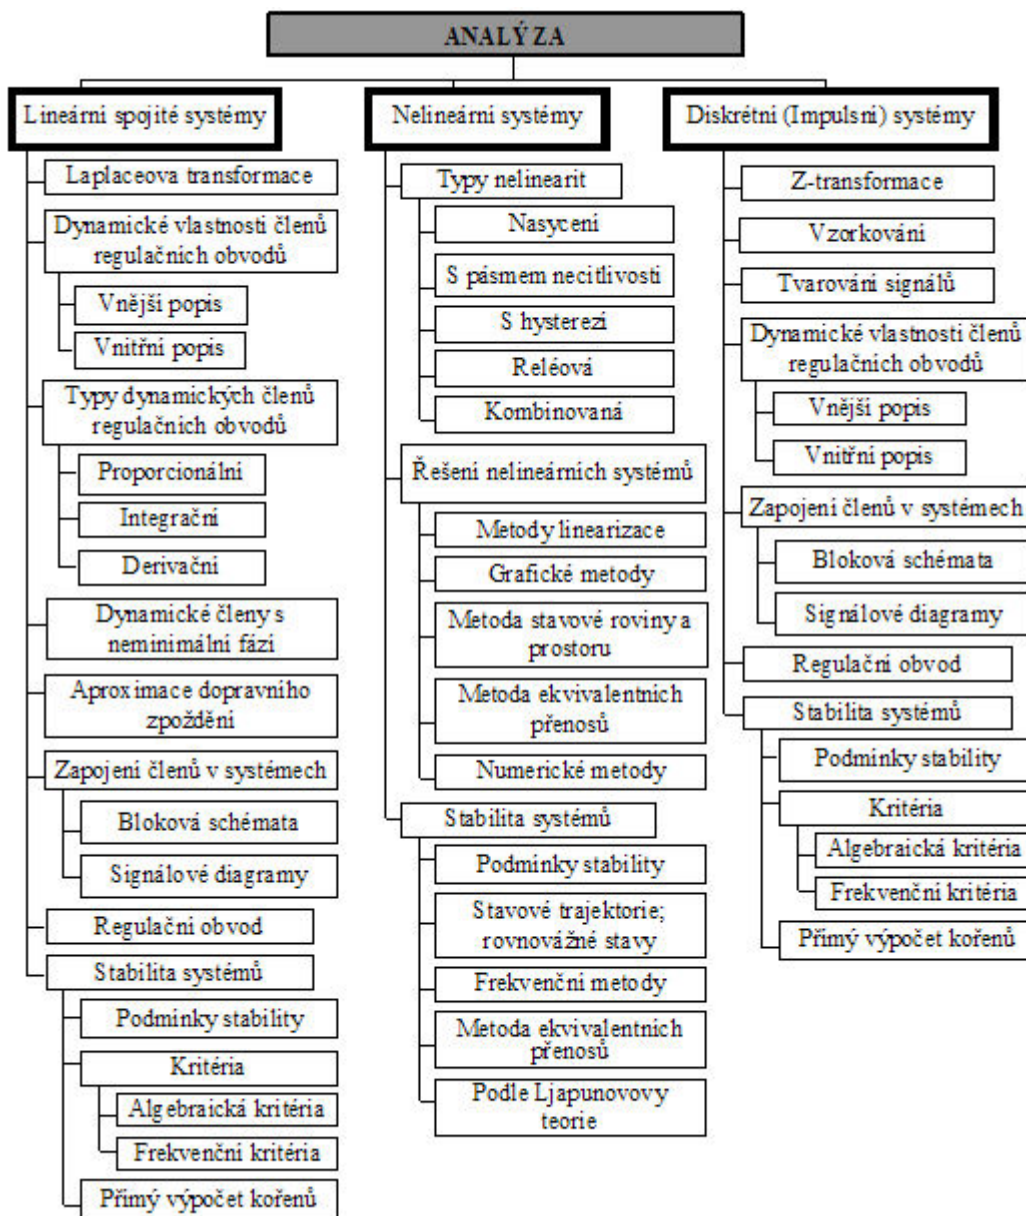 ANALÝZA
Lineární spojité systémy
Laplaceova transformace
Dynamické vlastnosti členů
regulačních obvodů
Vnější popis
Vnitřní popis
Typy dynamických členů
regulačních obvodů
Proporcionální
Integrační
Derivační
Dynamické členy s
neminimální fází
Aproximace dopravního
zpoždění
Zapojení členů v systémech
Bloková schémata
Signálové diagramy
Regulační obvod
Stabilita systémů
Podmínky stability
Kritéria
Algebraická kritéria
Frekvenční kritéria
Přímý výpočet kořenů
Nelineární systémy
Typy nelinearit
Nasycení
S pásmem necitlivosti
S hysterezí
Reléová
Kombinovaná
Řešení nelineárních systémů
Metody linearizace
Grafické metody
Metoda stavové roviny a
prostoru
Metoda ekvivalentních
přenosů
Numerické metody
Stabilita systémů
Podmínky stability
Stavové trajektorie;
rovnovážné stavy
Frekvenční metody
Metoda ekvivalentních
přenosů
Podle Ljapunovovy
teorie
Diskrétní (Impulsní) systémy
Z-transformace
Vzorkování
Tvarování signálů
Dynamické vlastnosti členů
regulačních obvodů
Vnější popis
Vnitřní popis
Zapojení členů v systémech
Bloková schémata
Signálové diagramy
Regulační obvod
Stabilita systémů
Podmínky stability
Kritéria
Algebraická kritéria
Frekvenční kritéria
Přímý výpočet kořenů